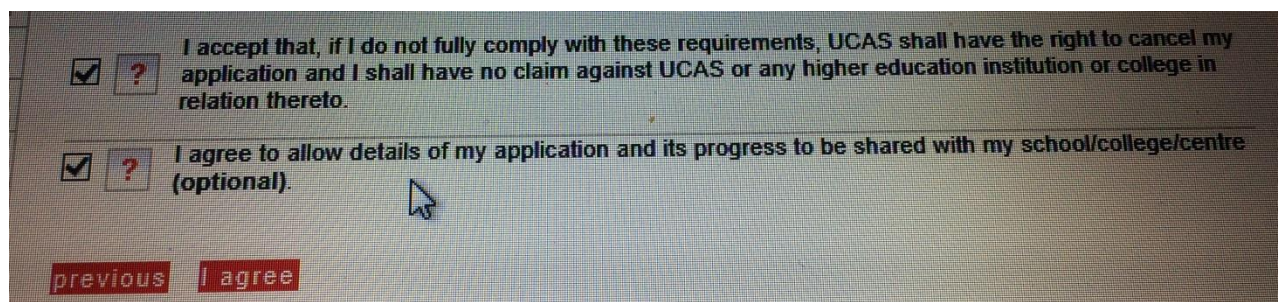 I accept that, if I do not fully comply with these requirements, UCAS shall have the right to cancel my
? application and I shall have no claim against UCAS or any higher education institution or college in
relation thereto.
? I agree to allow details of my application and its progress to be shared with my school/college/centre
(optional).
previous I agree